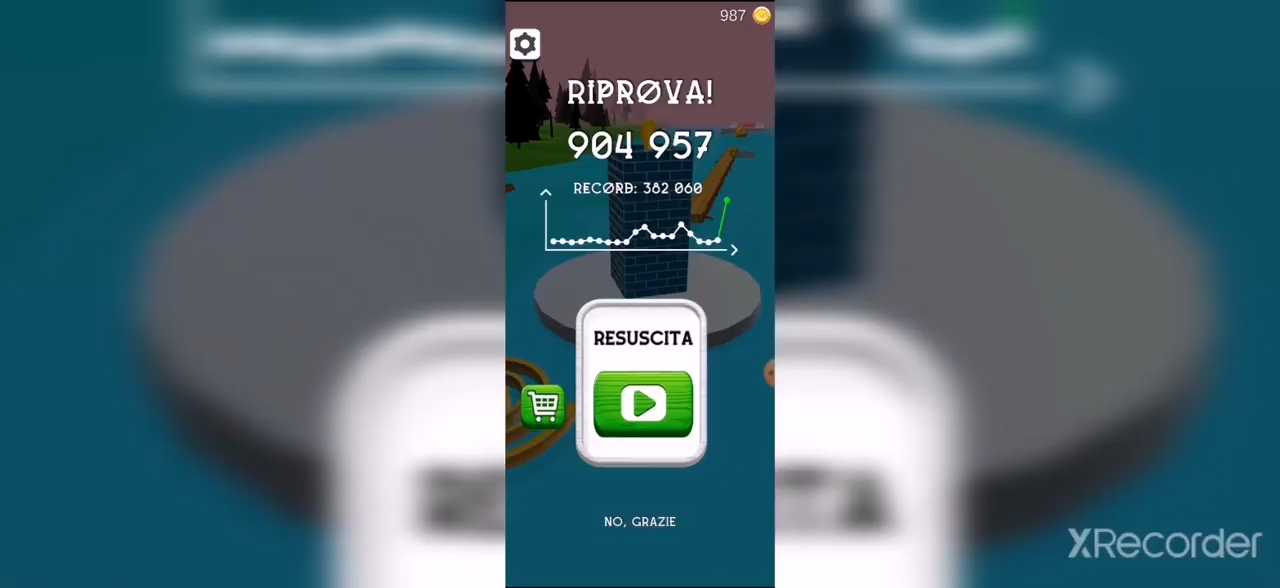 987
RIPRØVA!
904 957
RECØRD: 382 060
RESUSCITA
NO, GRAZIE
XRecorder